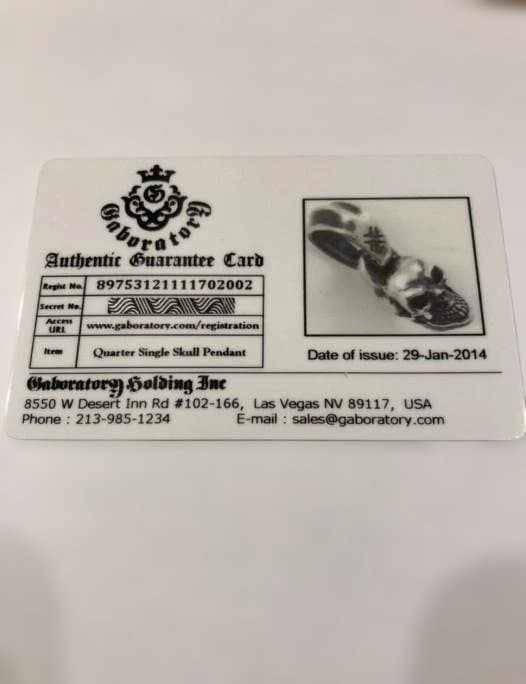 G
Gaboratory
Authentic Guarantee Card
Regist No. 89753121111702002
Secret No.
Access URL www.gaboratory.com/registration
Item Quarter Single Skull Pendant
Date of issue: 29-Jan-2014
Gaboratory Holding Inc
8550 W Desert Inn Rd #102-166, Las Vegas NV 89117, USA
Phone : 213-985-1234 E-mail : sales@gaboratory.com